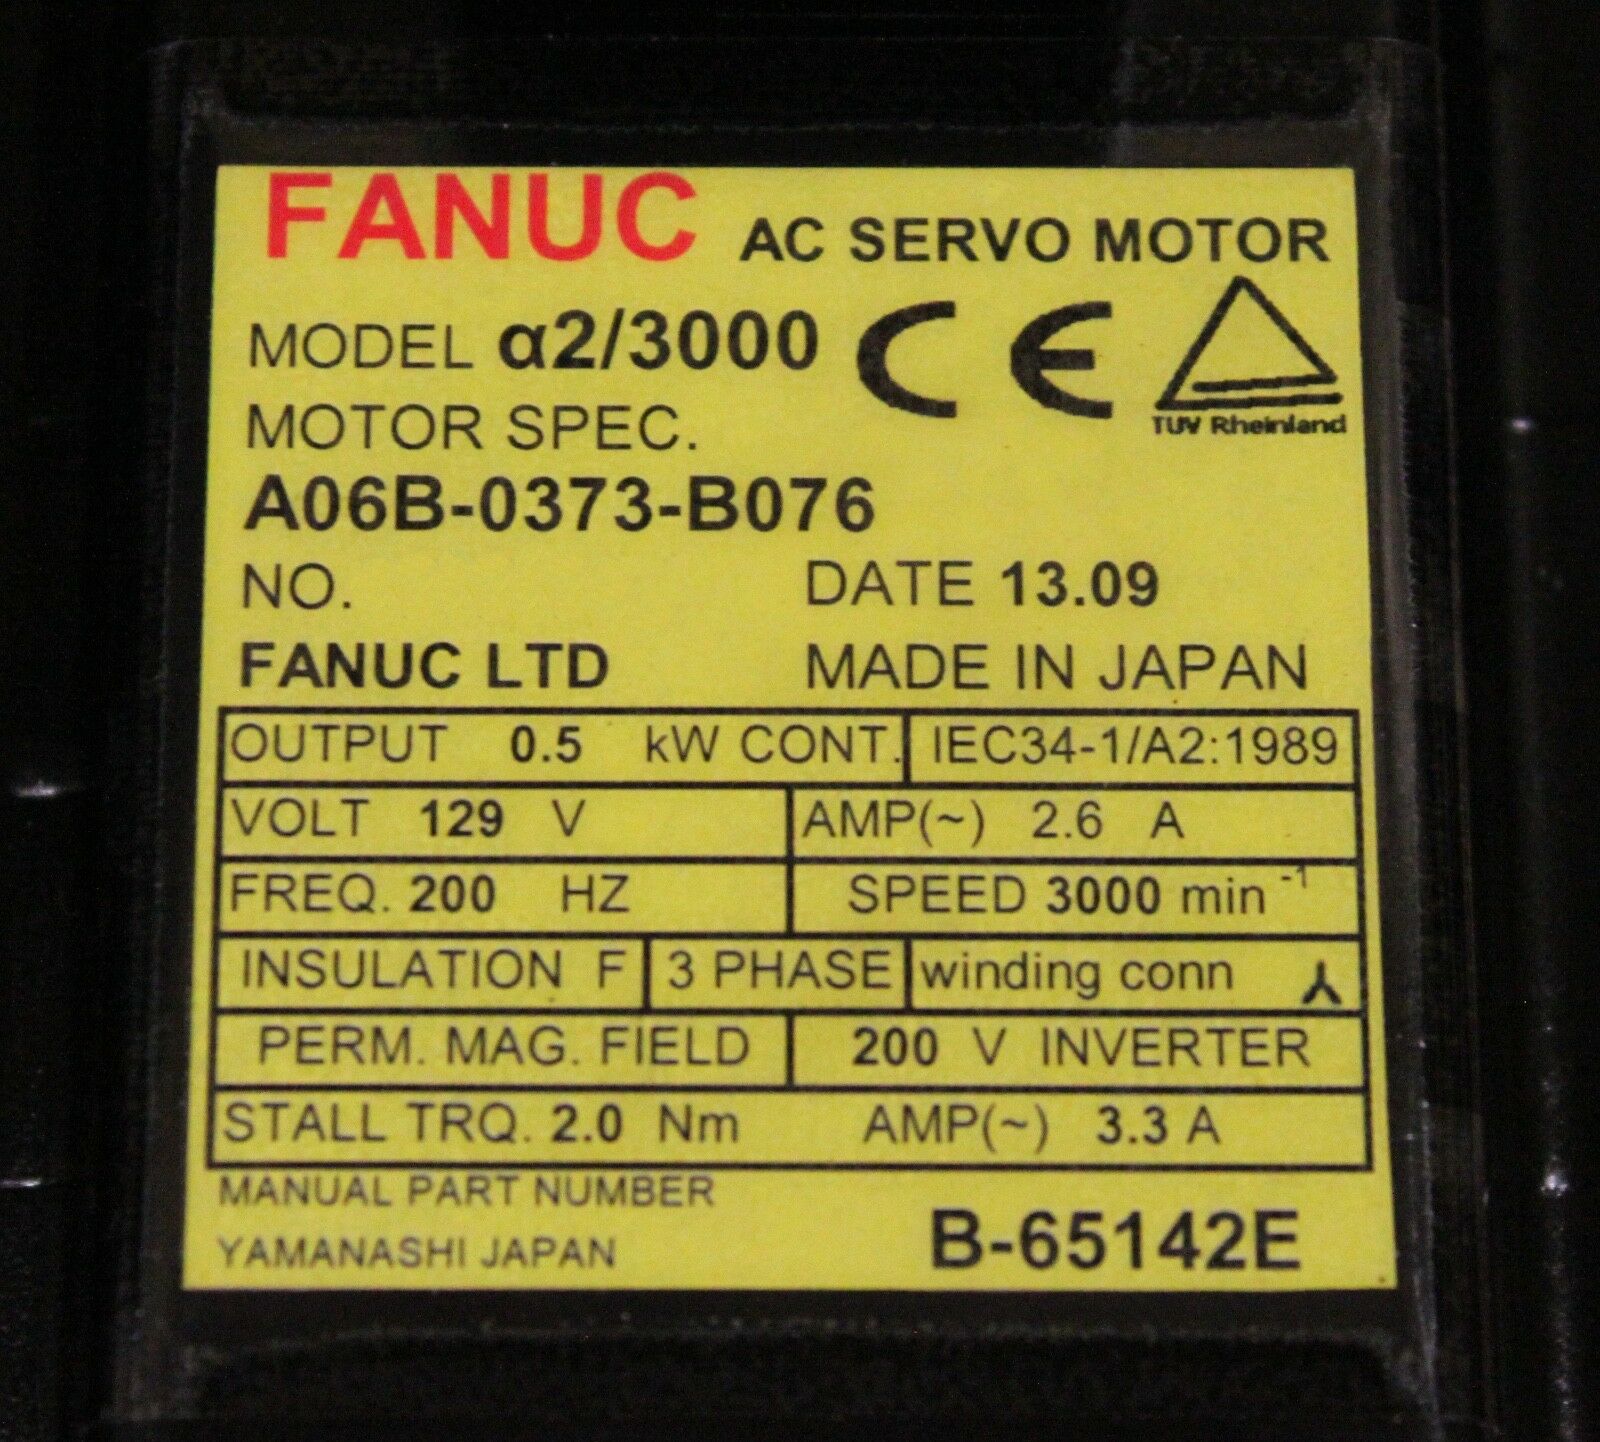 FANUC AC SERVO MOTOR
MODEL α2/3000 CE
TUV Rheinland
MOTOR SPEC.
A06B-0373-B076
NO. DATE 13.09
FANUC LTD MADE IN JAPAN
OUTPUT 0.5 kW CONT. IEC34-1/A2:1989
VOLT 129 V AMP(~) 2.6 A
FREQ. 200 HZ SPEED 3000 min⁻¹
INSULATION F 3 PHASE winding conn
PERM. MAG. FIELD 200 V INVERTER
STALL TRQ. 2.0 Nm AMP(~) 3.3 A
MANUAL PART NUMBER
YAMANASHI JAPAN B-65142E